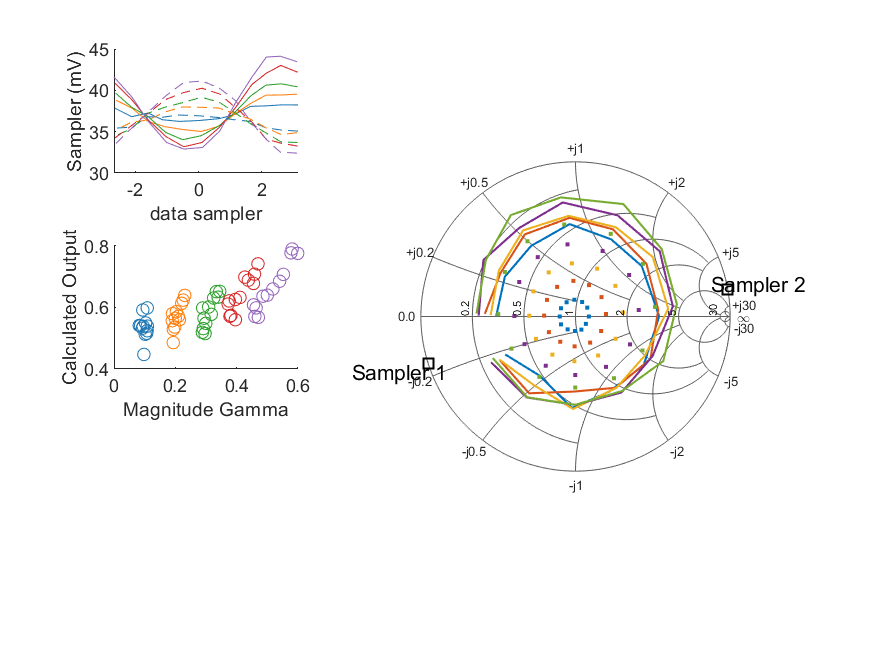 45
40
35
30
Sampler (mV)
-2
0
2
data sampler
0.8
0.6
0.4
Calculated Output
0
0.2
0.4
0.6
Magnitude Gamma
+j1
+j0.5
+j2
+j0.2
+j5
Sampler 2
+j30
0.0
0.2
0.5
1
2
5
30
∞
-j30
Sampler 1
-j0.2
-j5
-j0.5
-j2
-j1